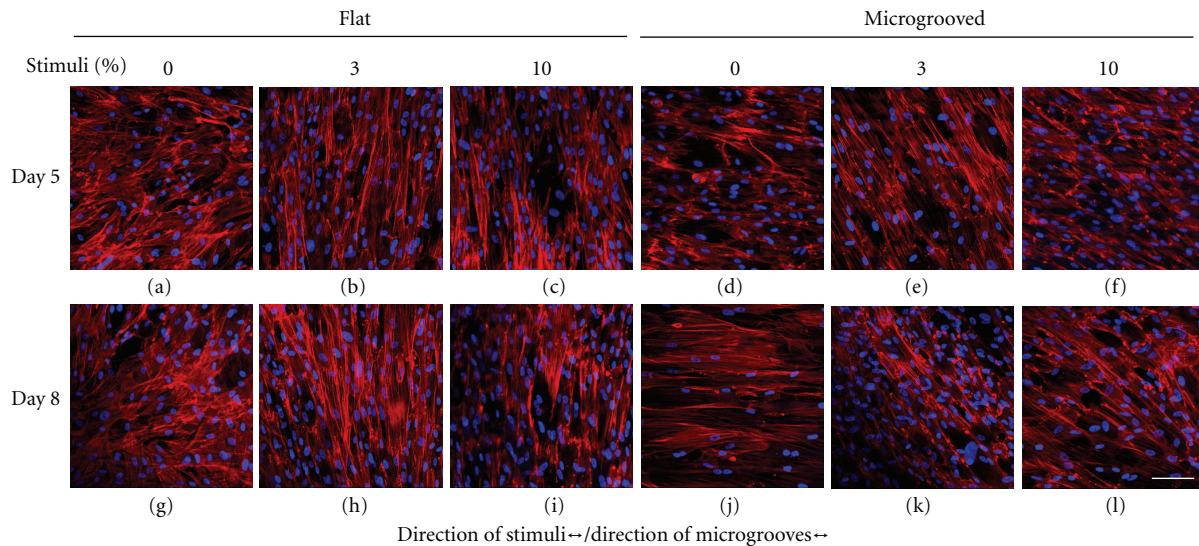 Flat Microgrooved
Stimuli (%) 0 3 10 0 3 10
Day 5
(a) (b) (c) (d) (e) (f)
Day 8
(g) (h) (i) (j) (k) (l)
Direction of stimuli↔/direction of microgrooves↔